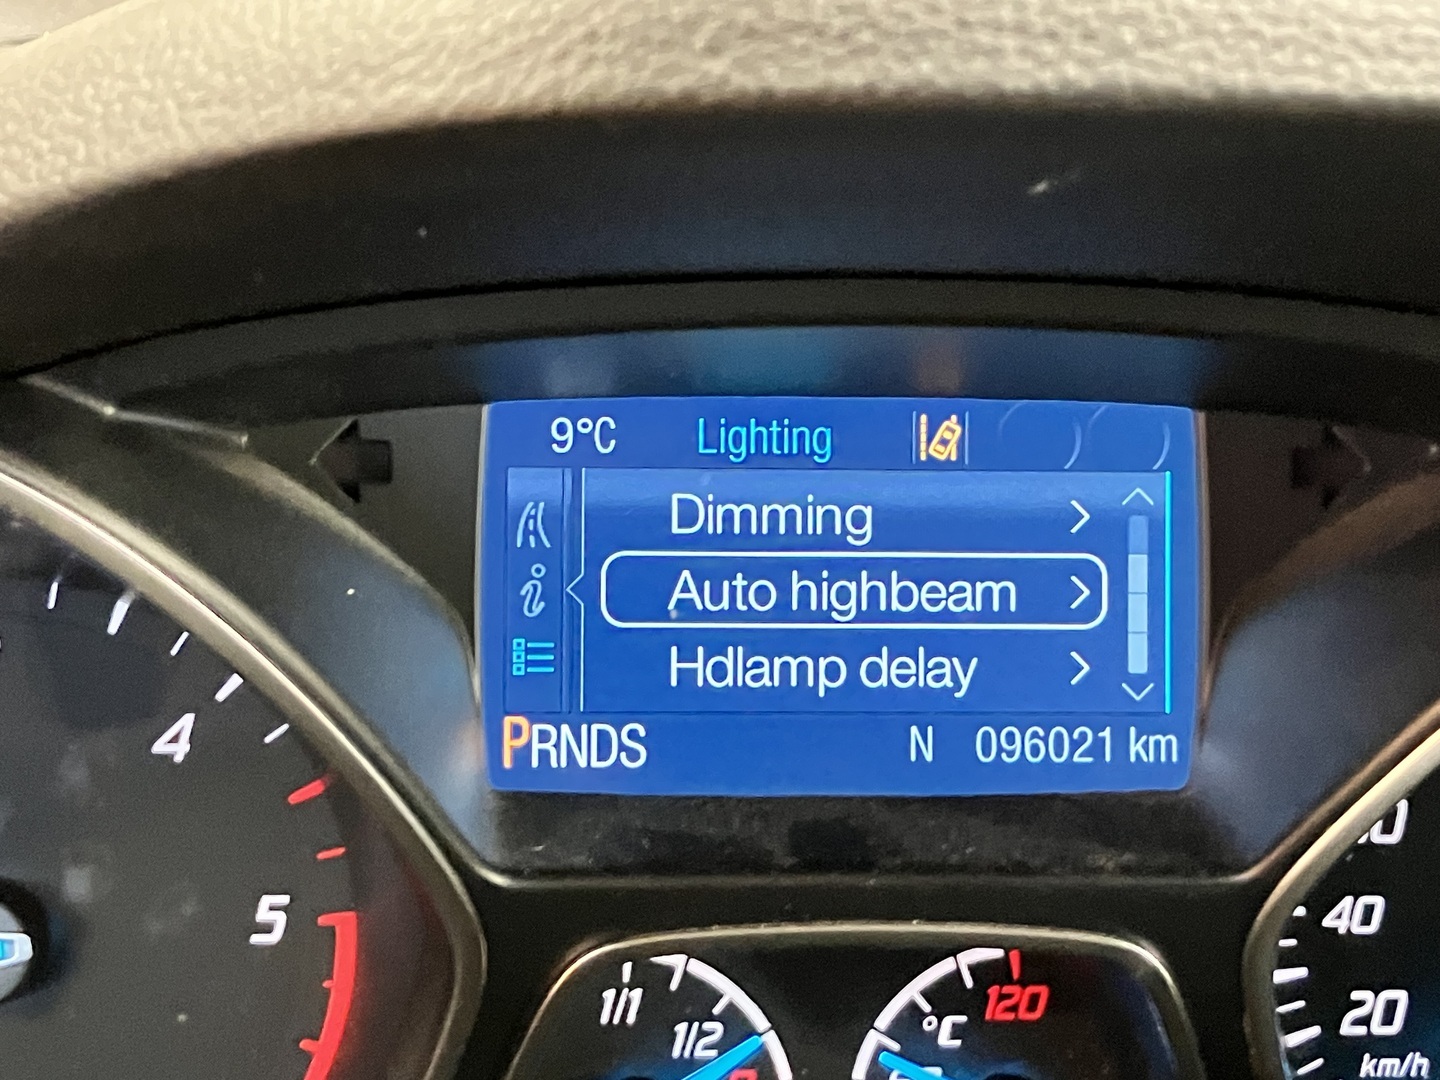 9°C Lighting
Dimming
Auto highbeam
Hdlamp delay
PRNDS N 096021 km
4
5
1/1
1/2
°C
120
40
20
km/h